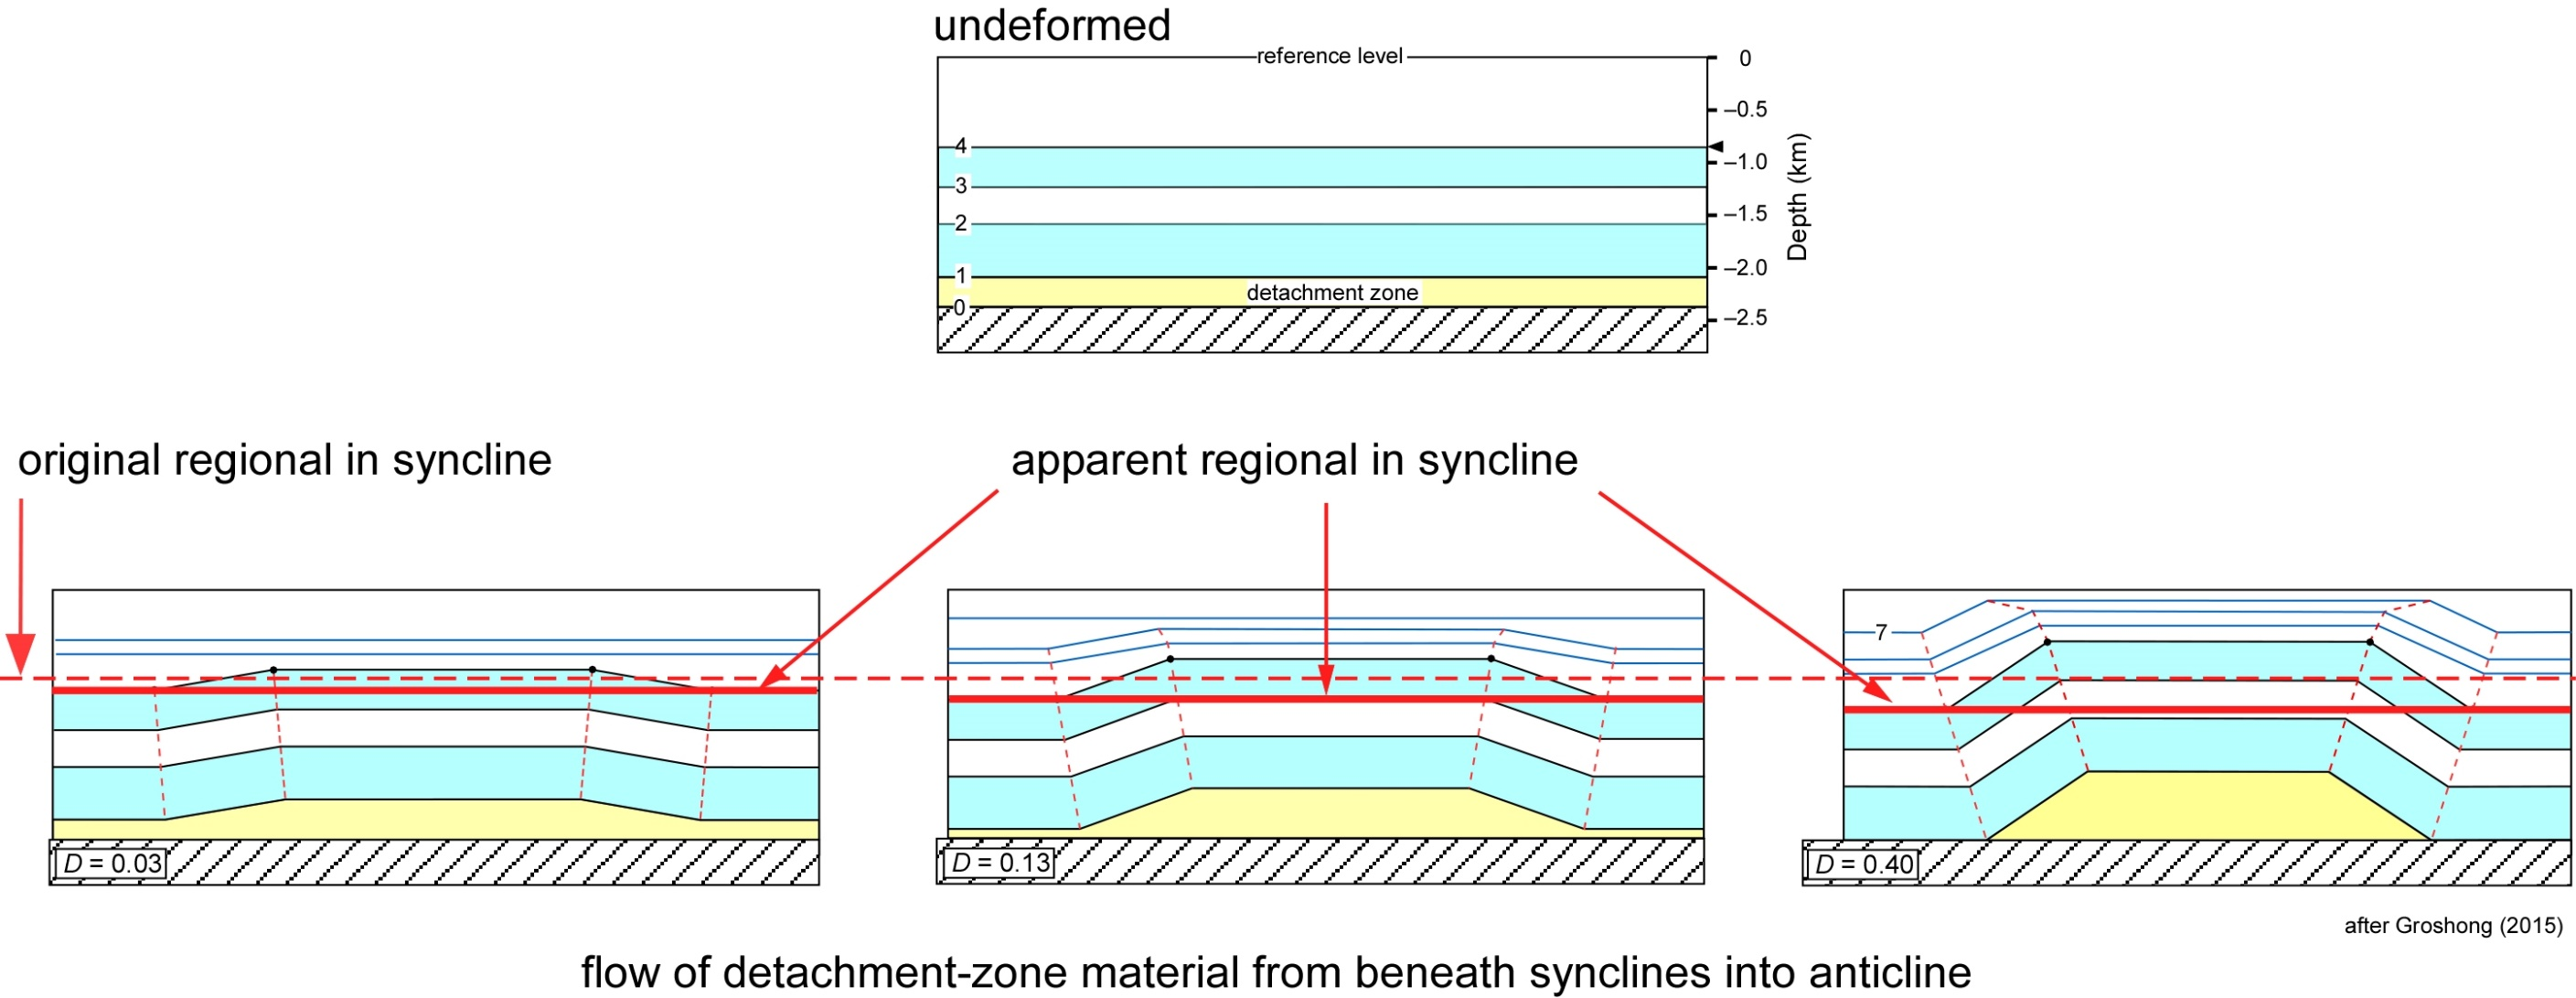 undeformed
reference level
0
–0.5
4
–1.0
3
–1.5
2
Depth (km)
1
–2.0
detachment zone
0
–2.5
original regional in syncline
apparent regional in syncline
7
D = 0.03
D = 0.13
D = 0.40
after Groshong (2015)
flow of detachment-zone material from beneath synclines into anticline